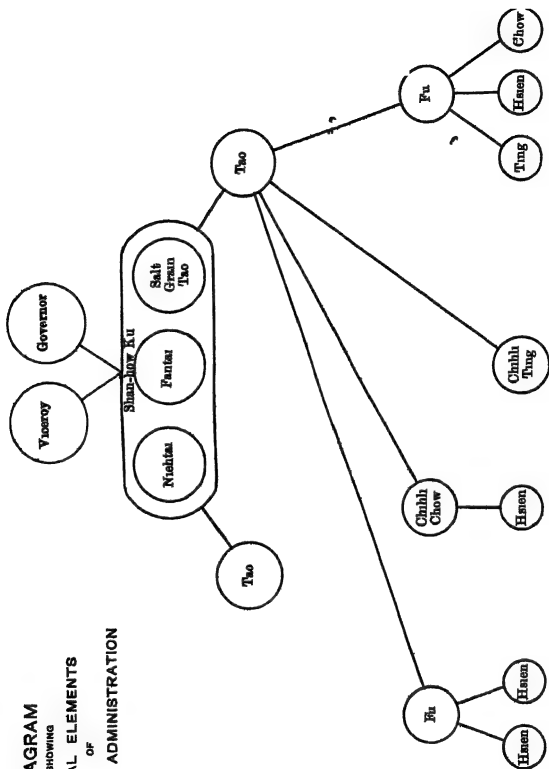 AGRAM
SHOWING
AL ELEMENTS
OF
ADMINISTRATION
Viceroy
Governor
Shan-how Ku
Niehtai
Fantai
Salt
Grain
Tao
Tao
Tao
Fu
Chihli
Chow
Chihli
Ting
Fu
Hsien
Hsien
Hsien
Ting
Hsien
Chow